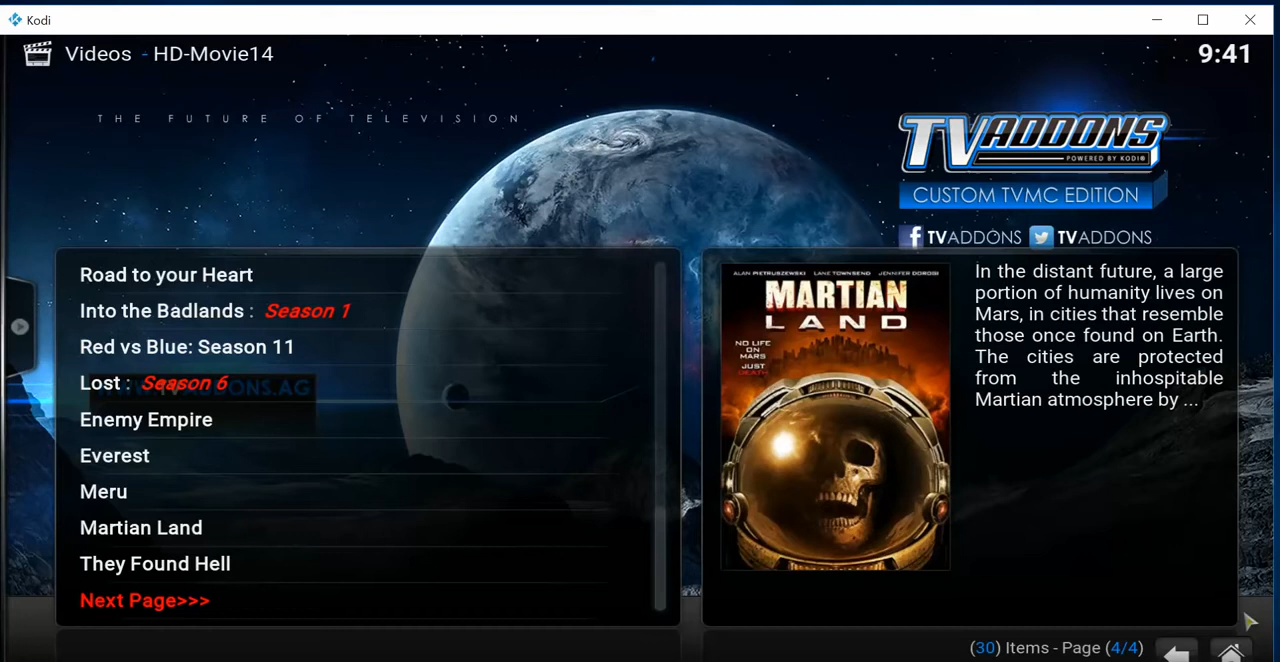 Kodi
Videos - HD-Movie14
9:41
THE FUTURE OF TELEVISION
TVADDONS
POWERED BY KODI®
CUSTOM TVMC EDITION
TVADDONS TVADDONS
Road to your Heart
Into the Badlands : Season 1
Red vs Blue: Season 11
Lost : Season 6
WWW.TVADDONS.AG
Enemy Empire
Everest
Meru
Martian Land
They Found Hell
Next Page>>>
ALAN PIETRUSZEWSKI LANE TOWNSEND JENNIFER DOROGI
MARTIAN
LAND
NO LIFE
ON
MARS
JUST
DEATH
In the distant future, a large
portion of humanity lives on
Mars, in cities that resemble
those once found on Earth.
The cities are protected
from the inhospitable
Martian atmosphere by ...
(30) Items - Page (4/4)